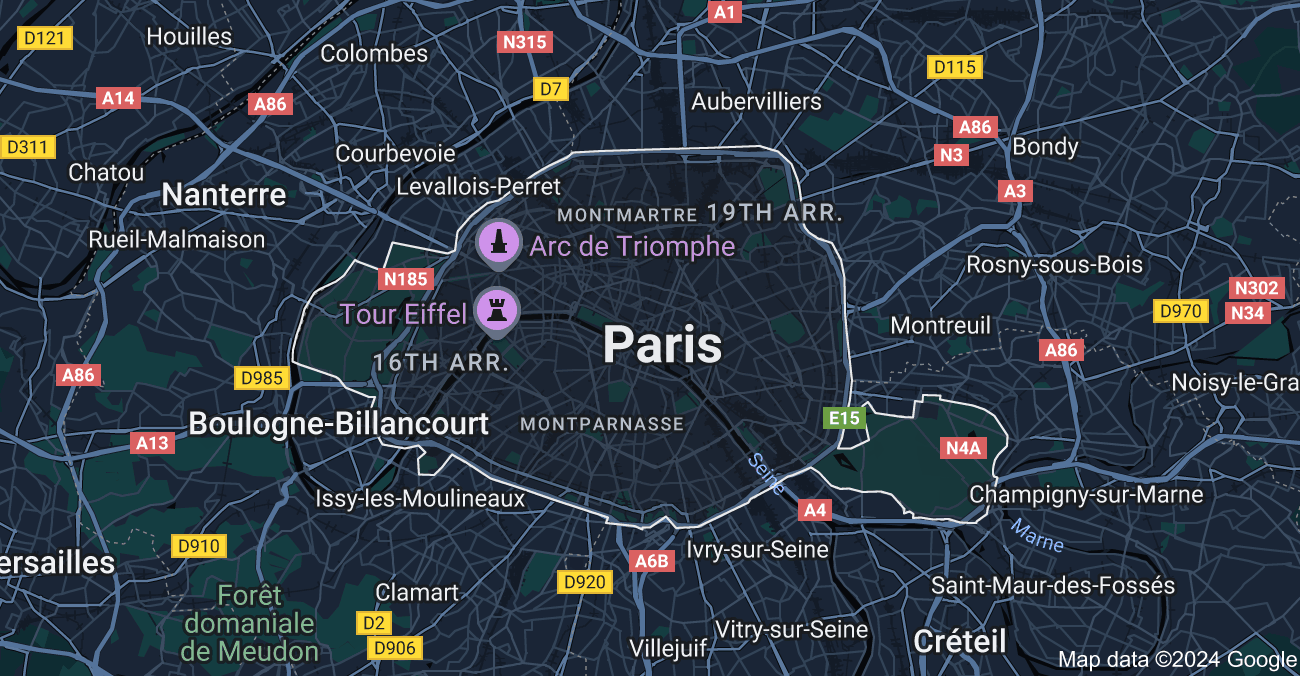 A1
D121
Houilles
N315
Colombes
D115
D7
A14
A86
Aubervilliers
A86
D311
Bondy
Courbevoie
N3
Chatou
Levallois-Perret
A3
Nanterre
MONTMARTRE
19TH ARR.
Rueil-Malmaison
Arc de Triomphe
Rosny-sous-Bois
N185
N302
Tour Eiffel
D970
N34
Montreuil
Paris
A86
16TH ARR.
A86
D985
Noisy-le-Gra
E15
Boulogne-Billancourt
MONTPARNASSE
A13
N4A
Seine
Issy-les-Moulineaux
Champigny-sur-Marne
A4
Marne
D910
Ivry-sur-Seine
ersailles
A6B
D920
Saint-Maur-des-Fossés
Clamart
Forêt
domaniale
de Meudon
D2
Vitry-sur-Seine
Créteil
D906
Villejuif
Map data ©2024 Google